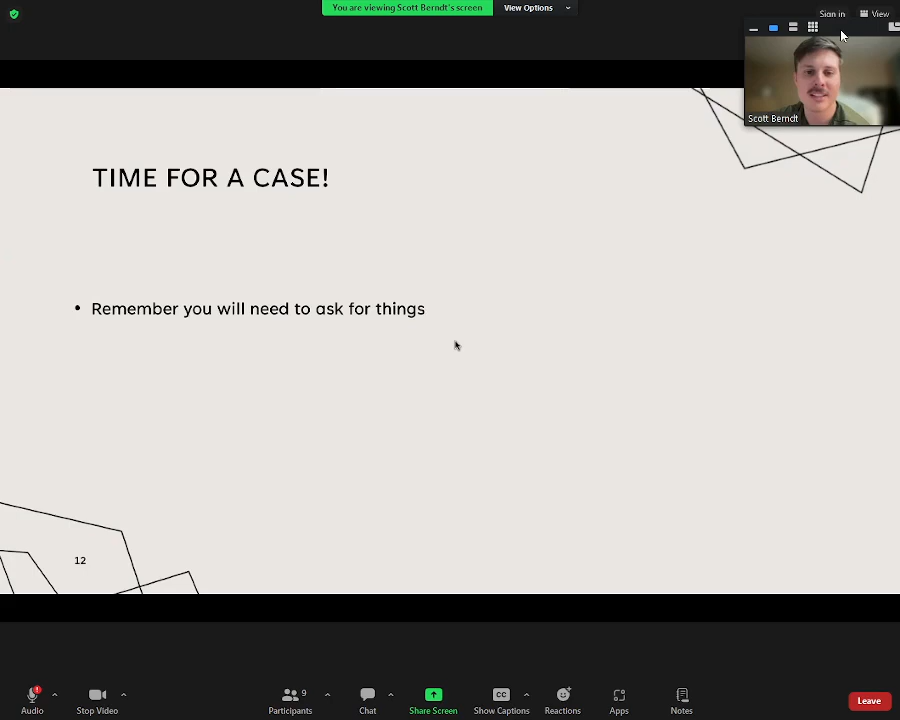 You are viewing Scott Berndt's screen
View Options
Sign in
View
Scott Berndt
TIME FOR A CASE!
• Remember you will need to ask for things
12
Audio
Stop Video
9
Participants
Chat
Share Screen
CC
Show Captions
Reactions
Apps
Notes
Leave